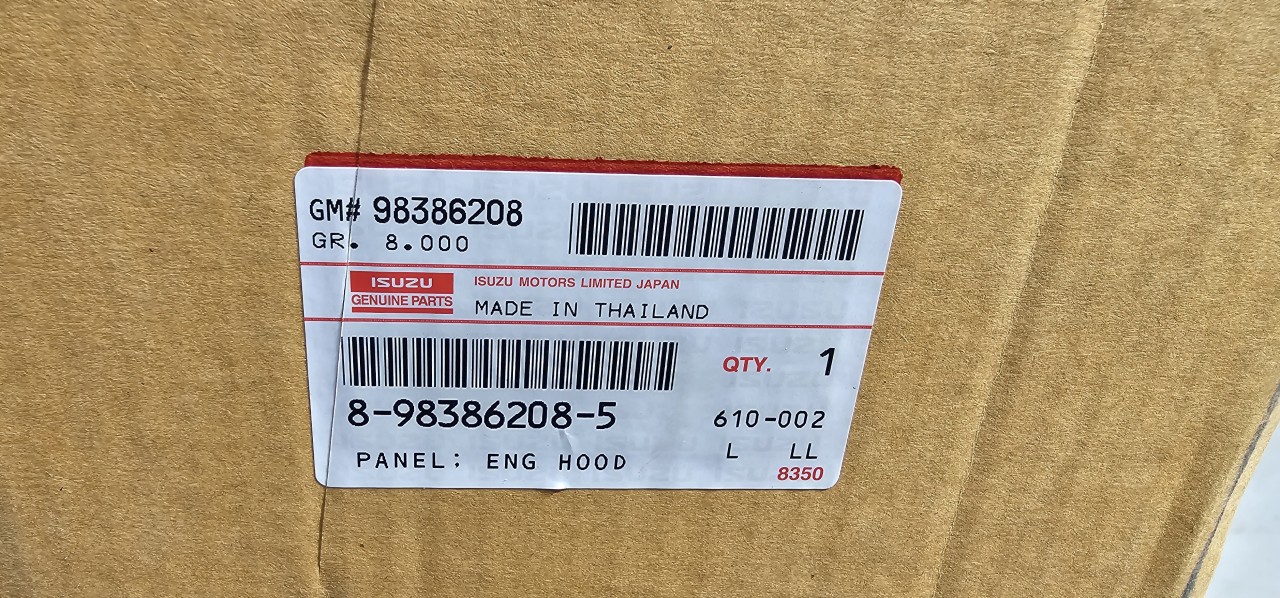 GM# 98386208
GR. 8.000
ISUZU
GENUINE PARTS
ISUZU MOTORS LIMITED JAPAN
MADE IN THAILAND
QTY. 1
8-98386208-5
610-002
PANEL; ENG HOOD
L LL
8350